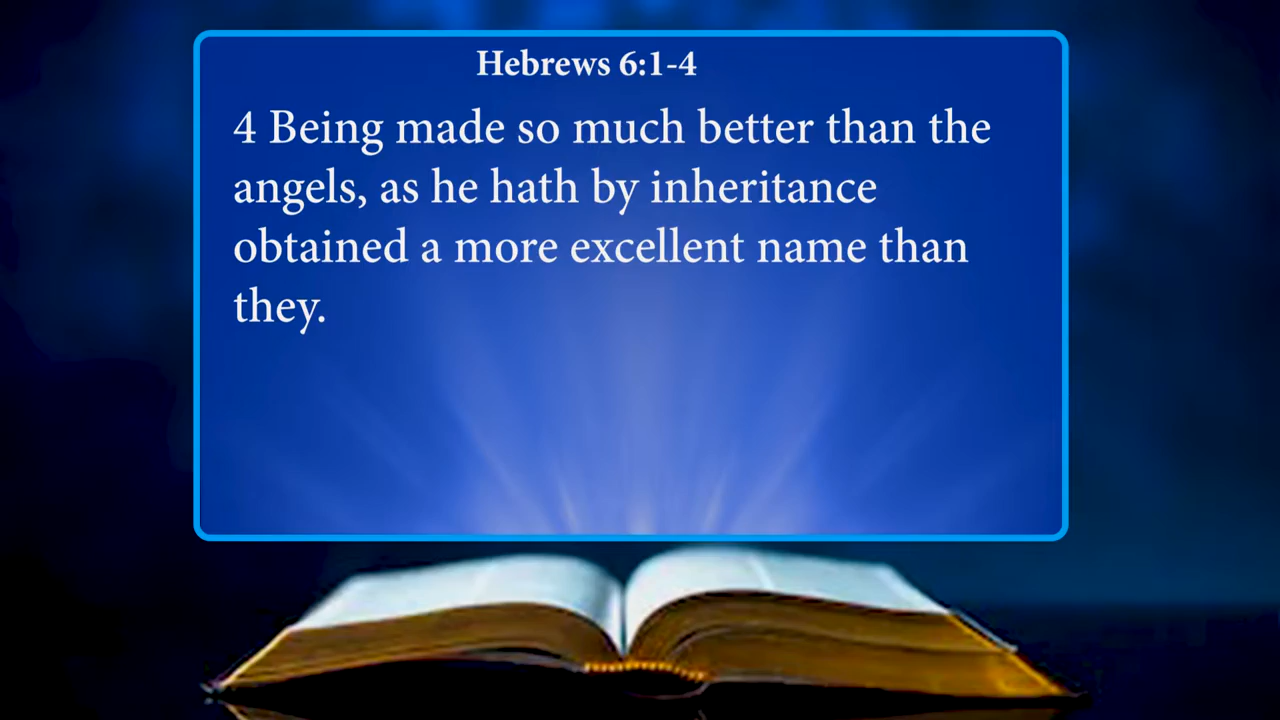 Hebrews 6:1-4
4 Being made so much better than the
angels, as he hath by inheritance
obtained a more excellent name than
they.